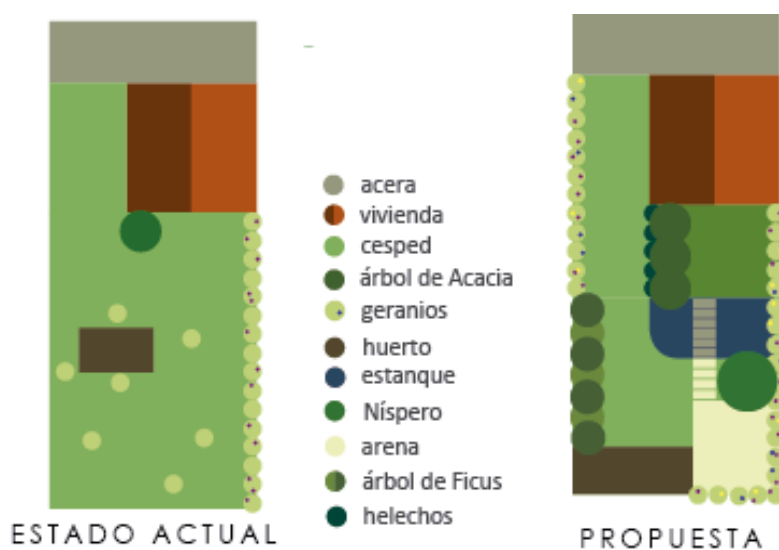 acera
vivienda
cesped
árbol de Acacia
geranios
huerto
estanque
Níspero
arena
árbol de Ficus
helechos
ESTADO ACTUAL
PROPUESTA